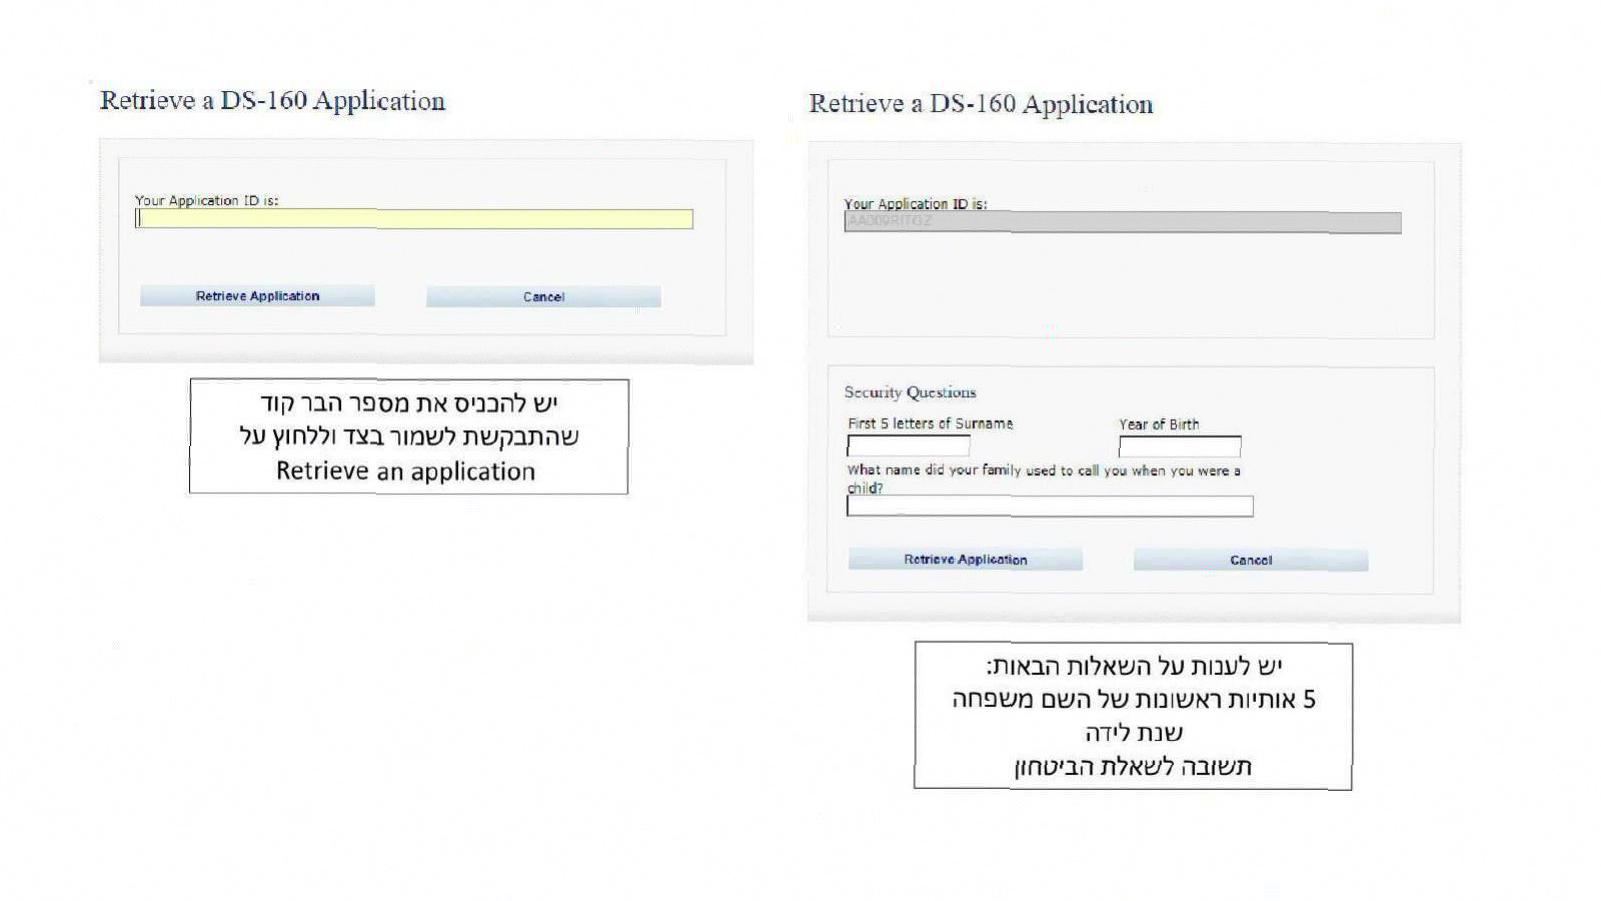 Retrieve a DS-160 Application
Your Application ID is:
Retrieve Application
Cancel
יש להכניס את מספר הבר קוד
שהתבקשת לשמור בצד וללחוץ על
Retrieve an application
Retrieve a DS-160 Application
Your Application ID is:
Security Questions
First 5 letters of Surname
Year of Birth
What name did your family used to call you when you were a
child?
Retrieve Application
Cancel
יש לענות על השאלות הבאות:
5 אותיות ראשונות של השם משפחה
שנת לידה
תשובה לשאלת הביטחון